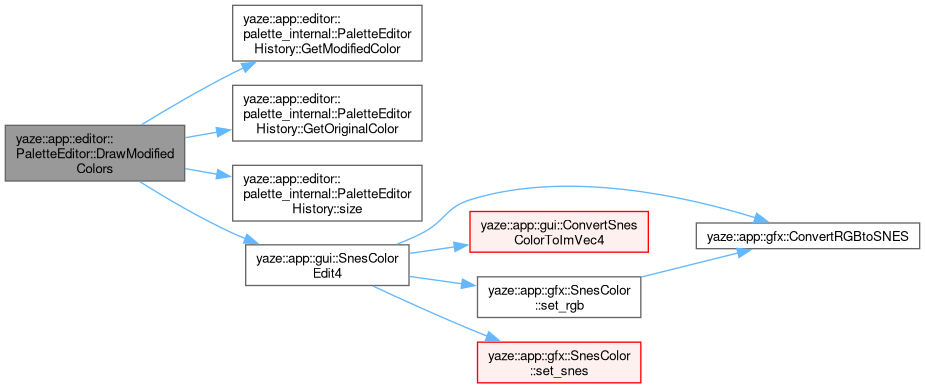 yaze::app::editor::
palette_internal::PaletteEditor
History::GetModifiedColor
yaze::app::editor::
palette_internal::PaletteEditor
History::GetOriginalColor
yaze::app::editor::
PaletteEditor::DrawModified
Colors
yaze::app::editor::
palette_internal::PaletteEditor
History::size
yaze::app::gui::SnesColor
Edit4
yaze::app::gui::ConvertSnes
ColorToImVec4
yaze::app::gfx::SnesColor
::set_rgb
yaze::app::gfx::SnesColor
::set_snes
yaze::app::gfx::ConvertRGBtoSNES